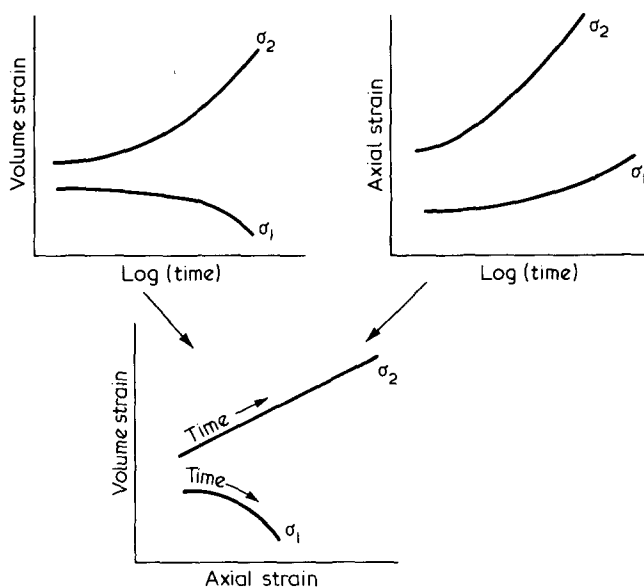 Volume strain
σ₂
σ₁
Log (time)
Axial strain
σ₂
σ₁
Log (time)
Volume strain
Time
σ₂
Time
σ₁
Axial strain